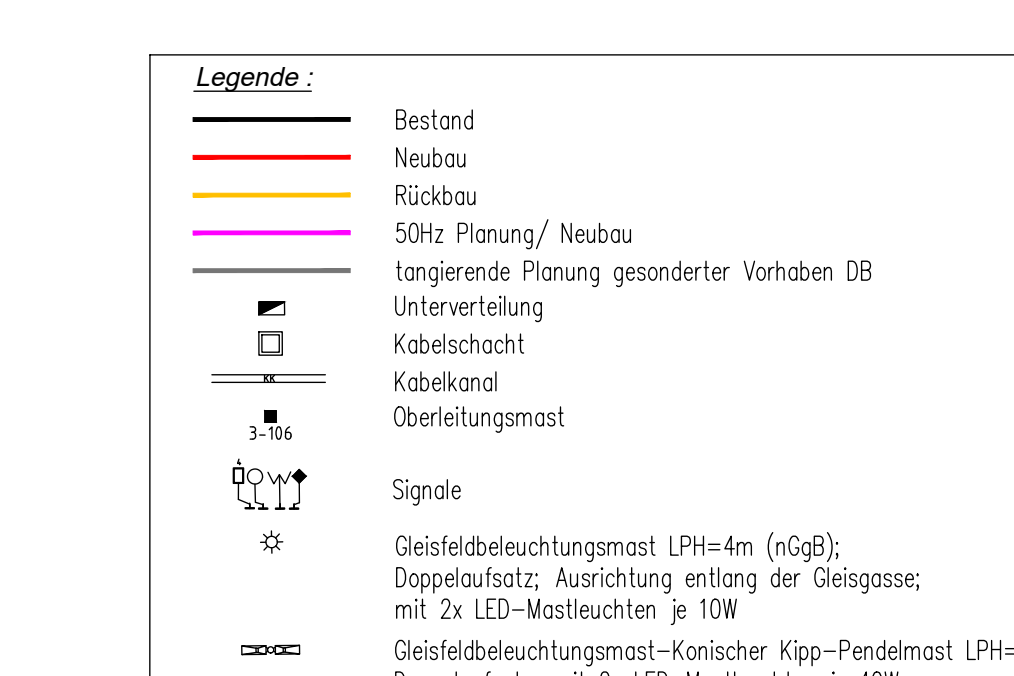 Legende :
Bestand
Neubau
Rückbau
50Hz Planung/ Neubau
tangierende Planung gesonderter Vorhaben DB
Unterverteilung
Kabelschacht
KK Kabelkanal
Oberleitungsmast
3-106
4
Signale
Gleisfeldbeleuchtungsmast LPH=4m (nGgB);
Doppelaufsatz; Ausrichtung entlang der Gleisgasse;
mit 2x LED-Mastleuchten je 10W
Gleisfeldbeleuchtungsmast-Konischer Kipp-Pendelmast LPH=